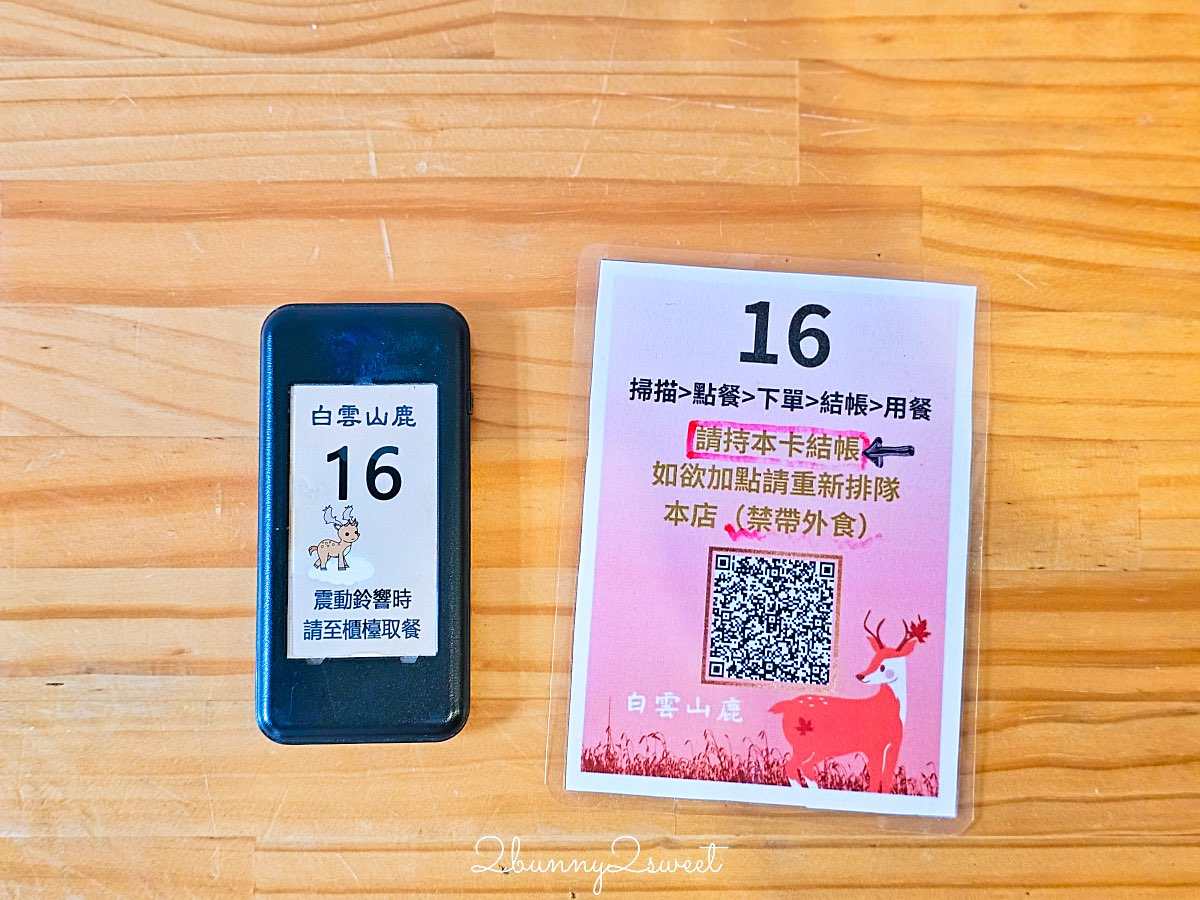 白雲山鹿
16
震動鈴響時
請至櫃檯取餐
16
掃描>點餐>下單>結帳>用餐
請持本卡結帳
如欲加點請重新排隊
本店（禁帶外食）
白雲山鹿
2bunny2sweet